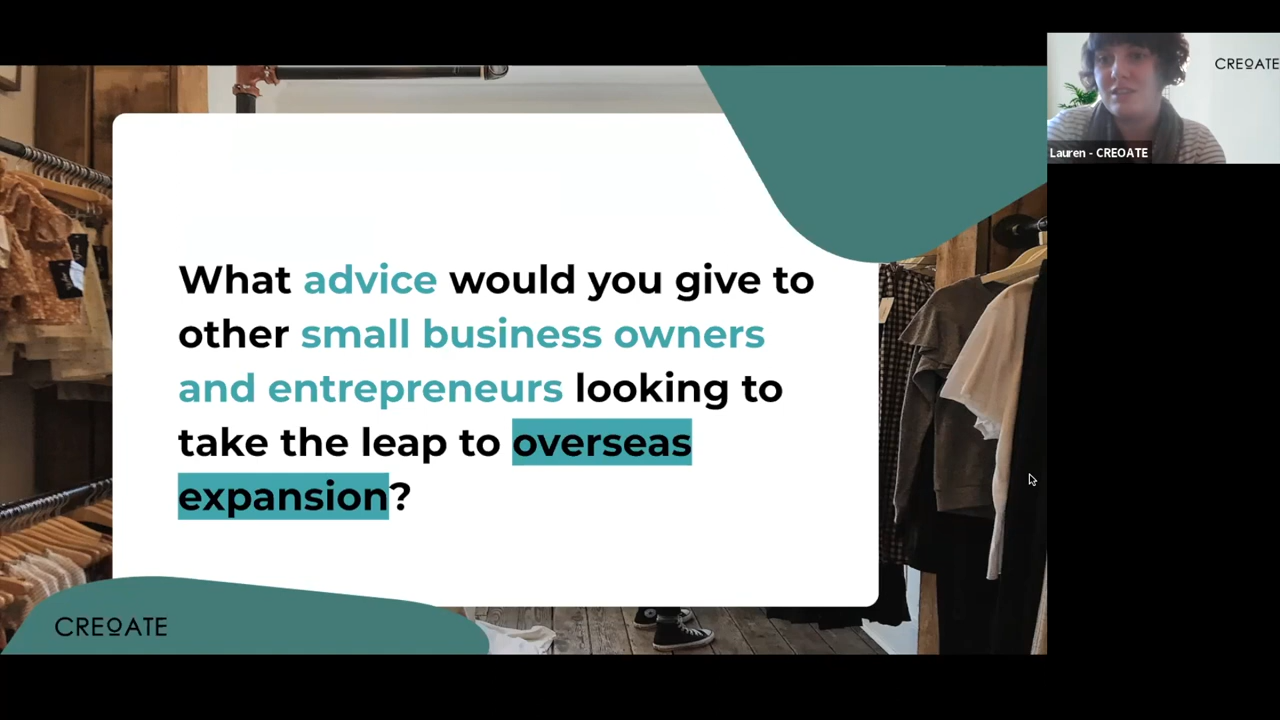 CREOATE
Lauren - CREOATE
What advice would you give to
other small business owners
and entrepreneurs looking to
take the leap to overseas
expansion?
CREOATE